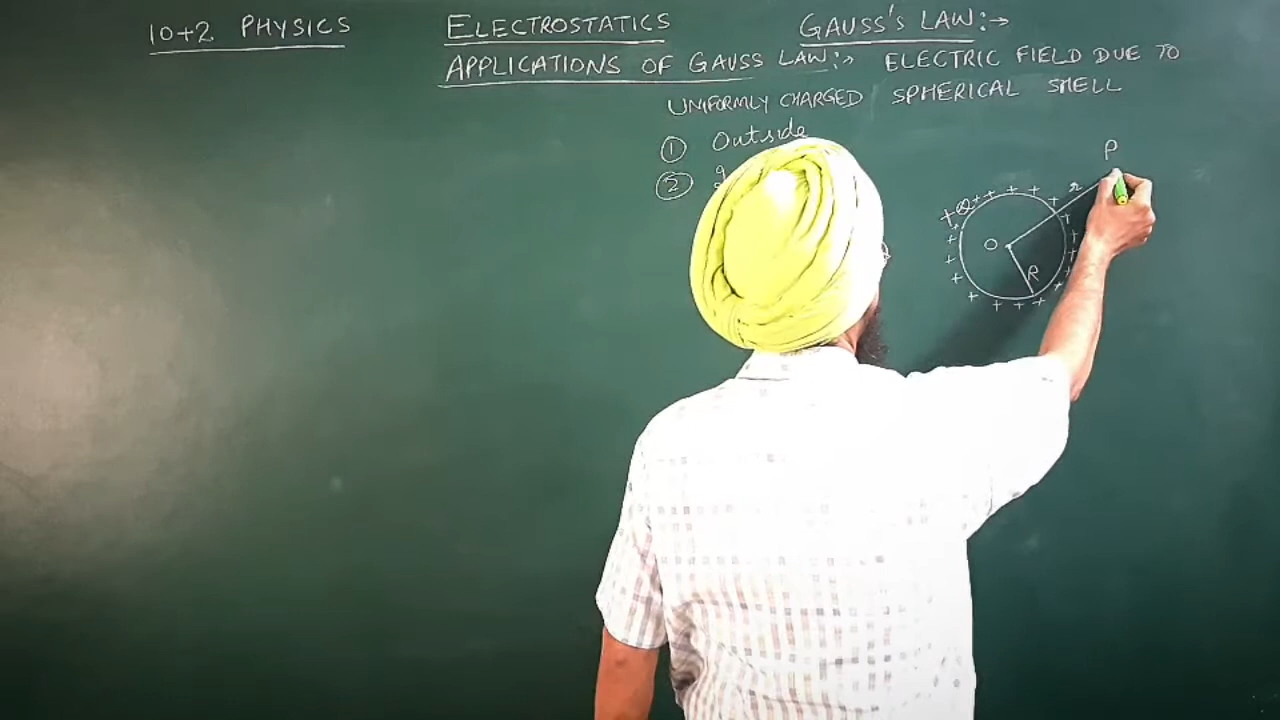 10+2 PHYSICS ELECTROSTATICS GAUSS'S LAW:→
APPLICATIONS OF GAUSS LAW:→ ELECTRIC FIELD DUE TO
UNIFORMLY CHARGED SPHERICAL SHELL
① Outside
②
P
r
+Q
O
R